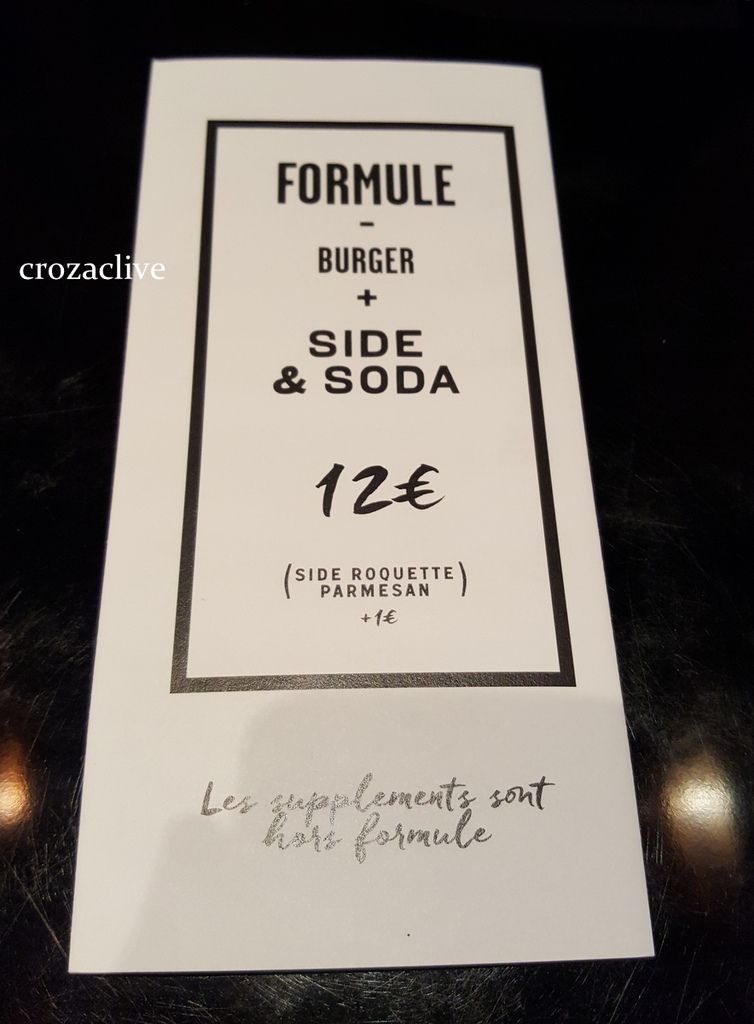 FORMULE
-
BURGER
+
SIDE
& SODA
12€
(SIDE ROQUETTE
PARMESAN)
+1€
Les supplements sont
hors formule
crozaclive